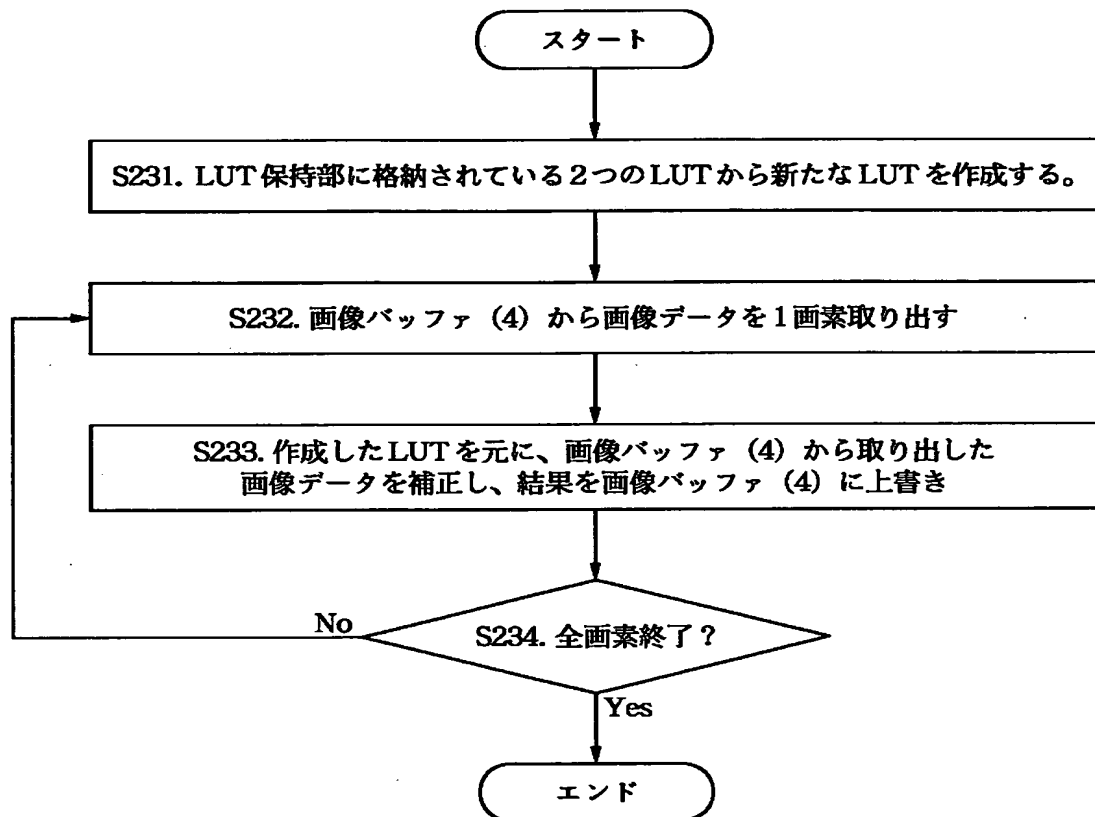 スタート
S231. LUT保持部に格納されている2つのLUTから新たなLUTを作成する。
S232. 画像バッファ（4）から画像データを1画素取り出す
S233. 作成したLUTを元に、画像バッファ（4）から取り出した
画像データを補正し、結果を画像バッファ（4）に上書き
No
S234. 全画素終了？
Yes
エンド